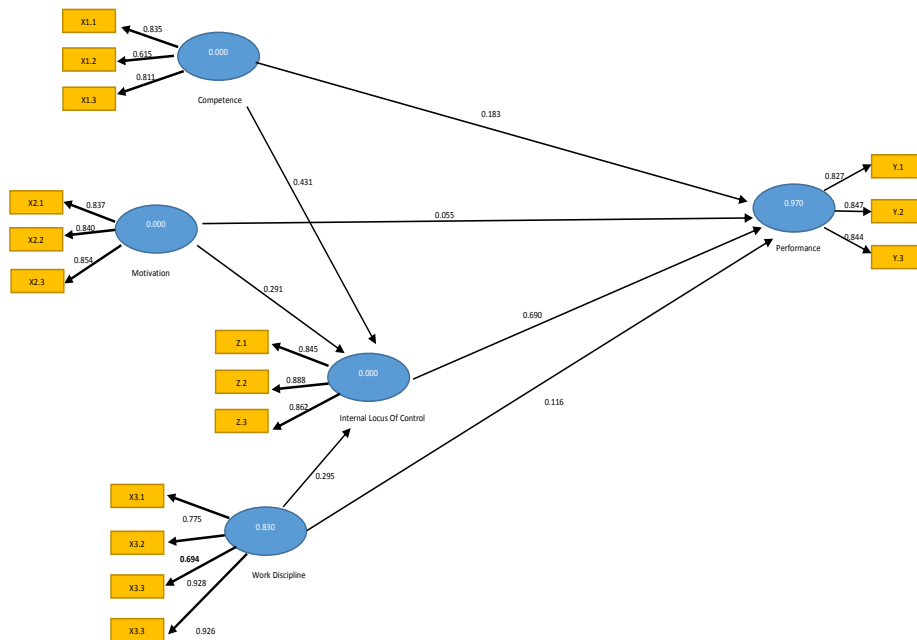 X1.1
0.835
0.000
X1.2
0.615
0.811
X1.3
Competence
0.183
0.431
X2.1
0.837
0.000
X2.2
0.840
0.854
X2.3
Motivation
0.055
0.291
Y.1
0.827
0.970
0.847
Y.2
0.844
Performance
Y.3
0.690
Z.1
0.845
0.000
Z.2
0.888
0.862
Z.3
Internal Locus Of Control
0.116
0.295
X3.1
0.775
0.830
X3.2
0.694
X3.3
0.928
Work Discipline
X3.3
0.926